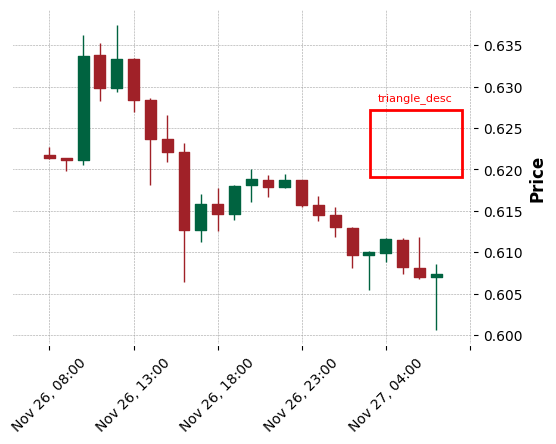 0.635
0.630
triangle_desc
0.625
0.620
0.615
0.610
0.605
0.600
Price
Nov 26, 08:00
Nov 26, 13:00
Nov 26, 18:00
Nov 26, 23:00
Nov 27, 04:00